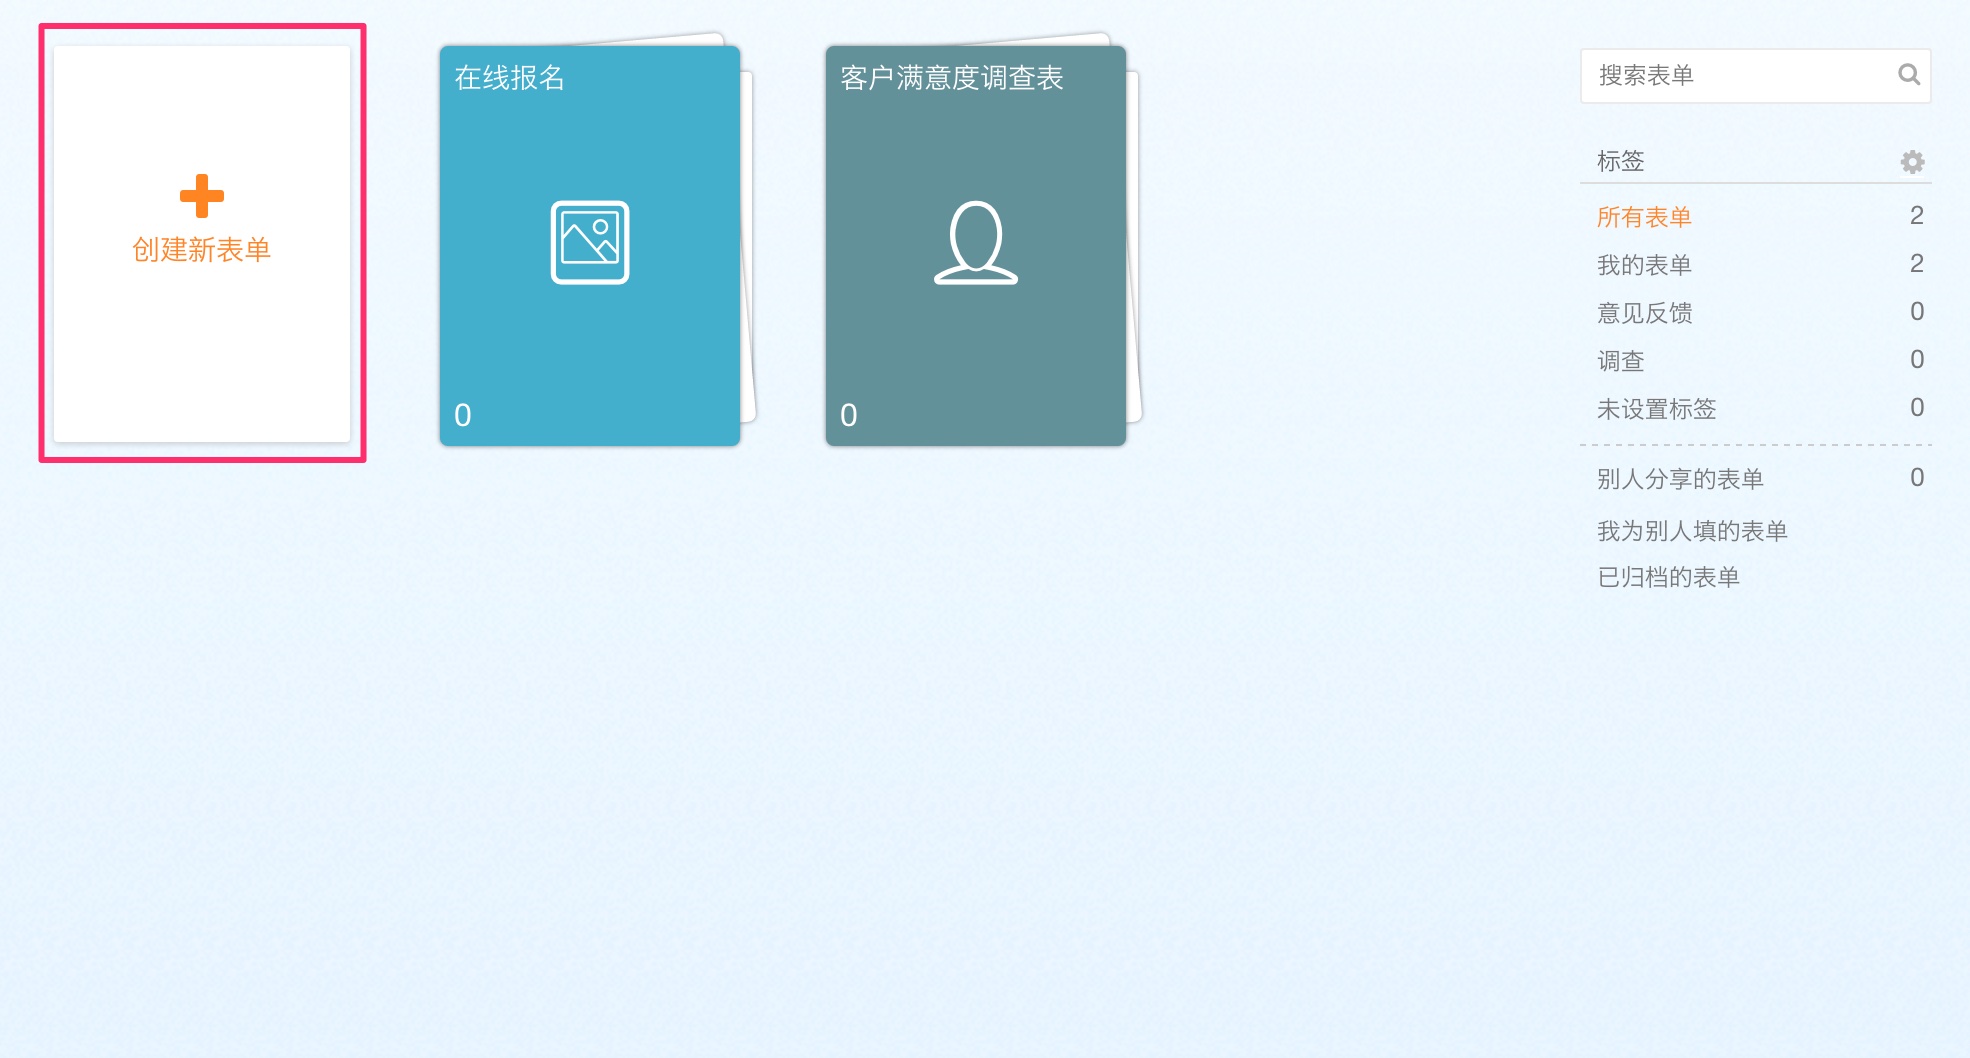 创建新表单
在线报名
0
客户满意度调查表
0
搜索表单
标签
所有表单 2
我的表单 2
意见反馈 0
调查 0
未设置标签 0
别人分享的表单 0
我为别人填的表单
已归档的表单